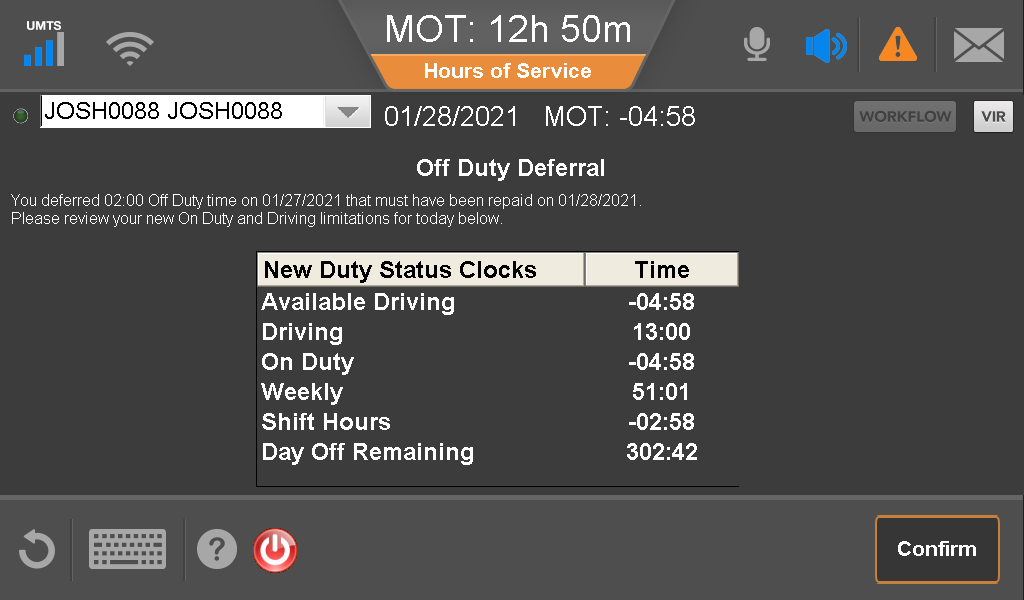 UMTS
MOT: 12h 50m
Hours of Service
JOSH0088 JOSH0088
01/28/2021 MOT: -04:58
WORKFLOW
VIR
Off Duty Deferral
You deferred 02:00 Off Duty time on 01/27/2021 that must have been repaid on 01/28/2021.
Please review your new On Duty and Driving limitations for today below.
New Duty Status Clocks Time
Available Driving -04:58
Driving 13:00
On Duty -04:58
Weekly 51:01
Shift Hours -02:58
Day Off Remaining 302:42
?
Confirm